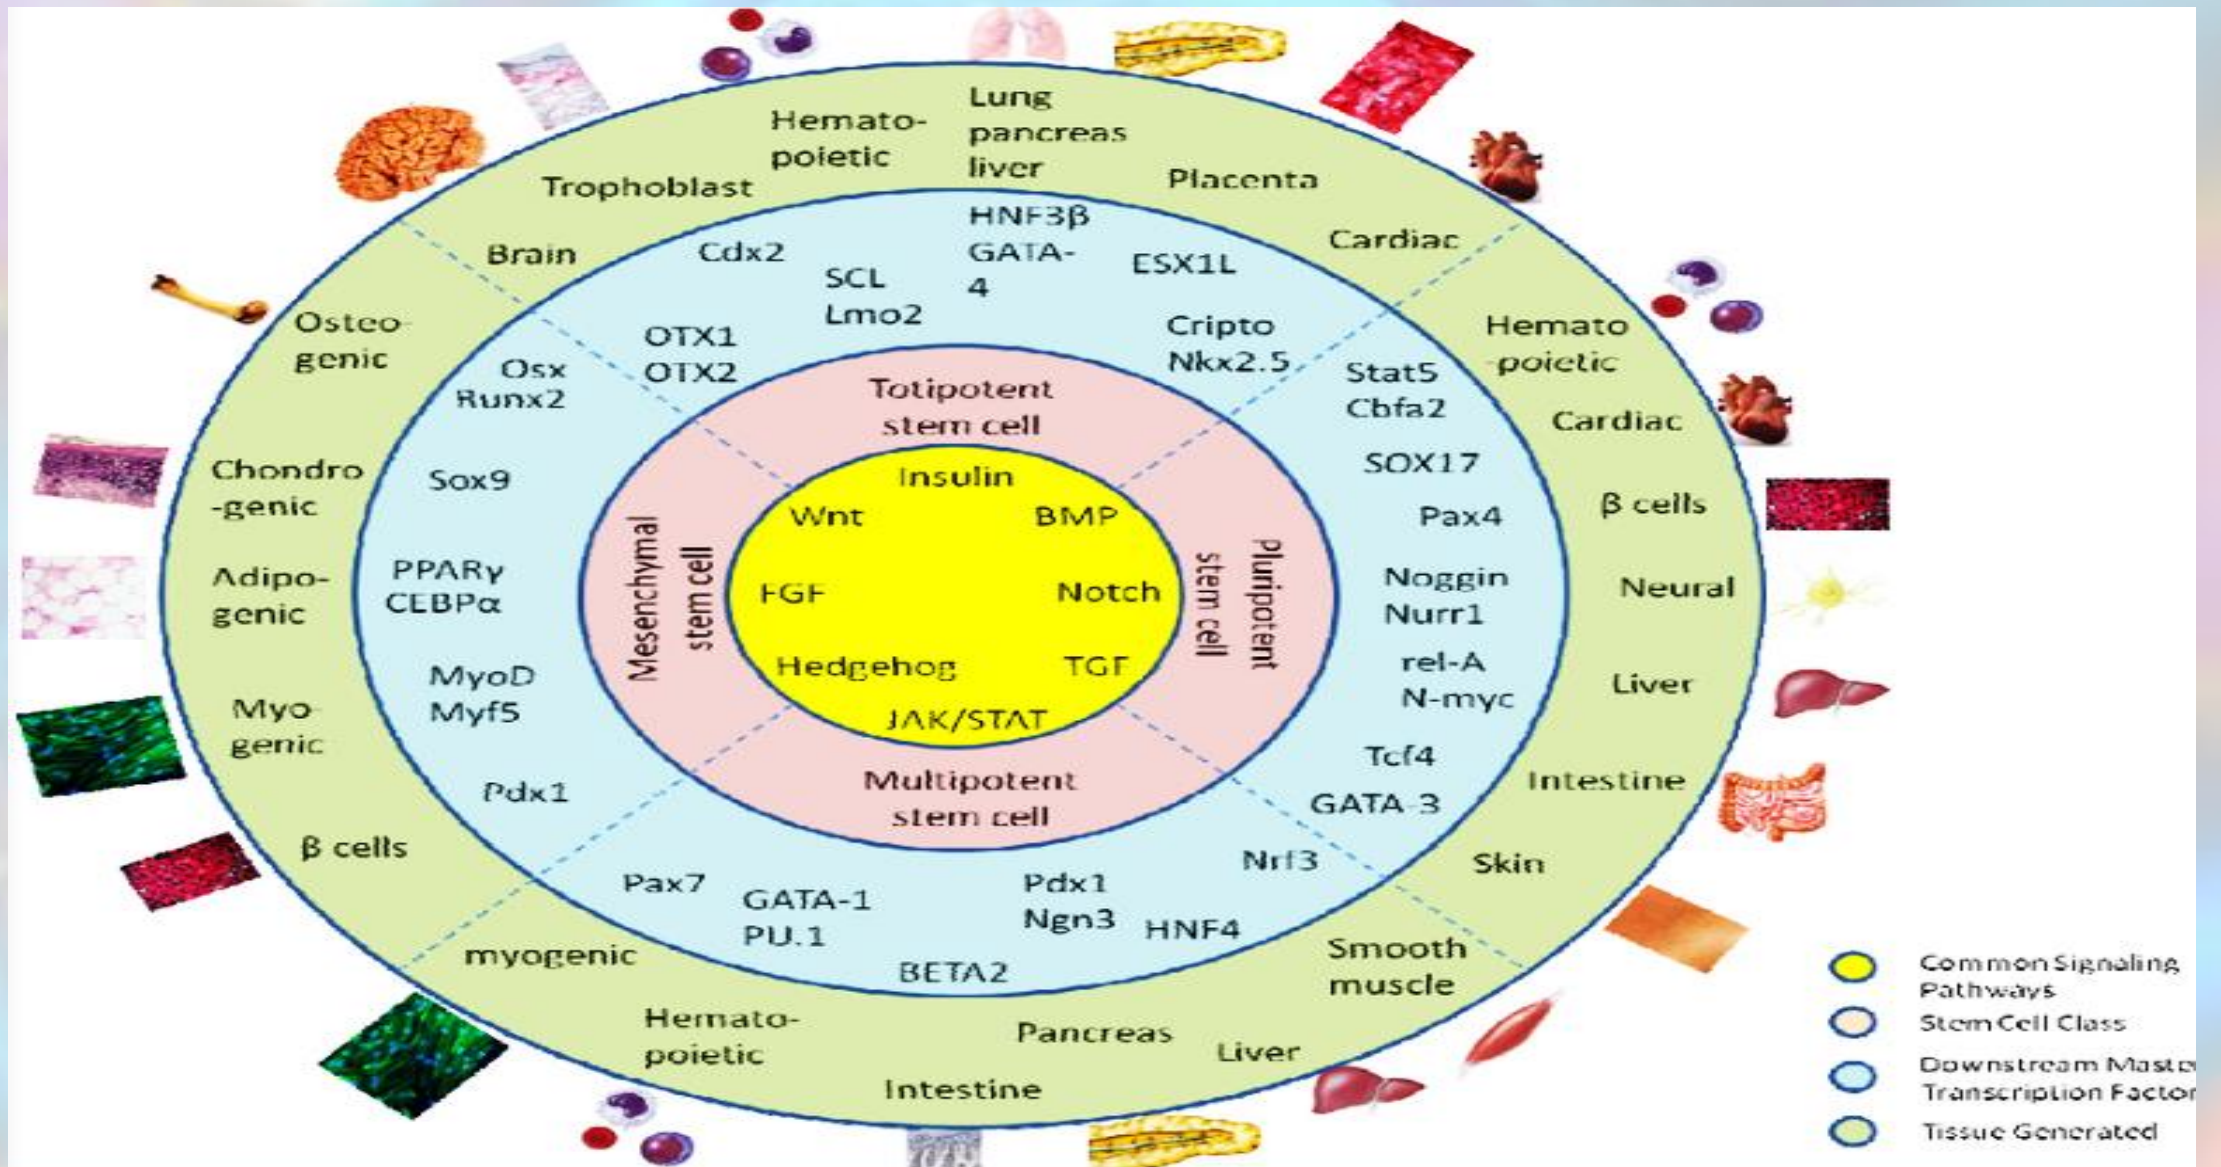 Lung
pancreas
liver
Hemato-
poietic
Trophoblast
Brain
Placenta
Cardiac
HNF3β
GATA-
4
Cdx2
SCL
Lmo2
ESX1L
OTX1
OTX2
Cripto
Nkx2.5
Totipotent
stem cell
Osteo-
genic
Chondro
-genic
Adipo-
genic
Myo
genic
β cells
Osx
Runx2
Sox9
PPARγ
CEBPα
MyoD
Myf5
Pdx1
Mesenchymal
stem cell
Insulin
Wnt
BMP
FGF
Notch
Hedgehog
TGF
JAK/STAT
Pluripotent
stem cell
Stat5
Cbfa2
SOX17
Pax4
Noggin
Nurr1
rel-A
N-myc
Tcf4
GATA-3
Hemato
-poietic
Cardiac
β cells
Neural
Liver
Intestine
Skin
Multipotent
stem cell
Pax7
GATA-1
PU.1
BETA2
Pdx1
Ngn3
HNF4
Nrf3
myogenic
Hemato-
poietic
Intestine
Pancreas
Liver
Smooth
muscle
Common Signaling
Pathways
Stem Cell Class
Downstream Maste
Transcription Factor
Tissue Generated